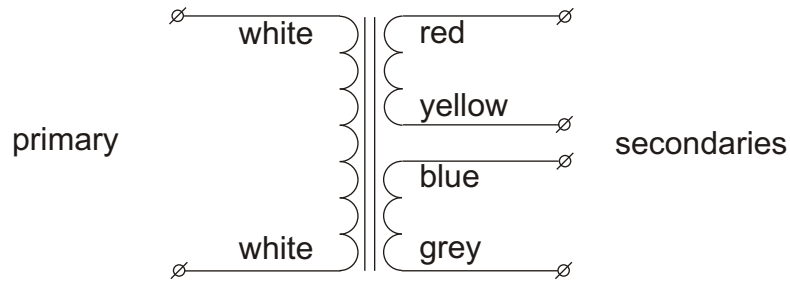 white
red
yellow
primary
secondaries
blue
white
grey